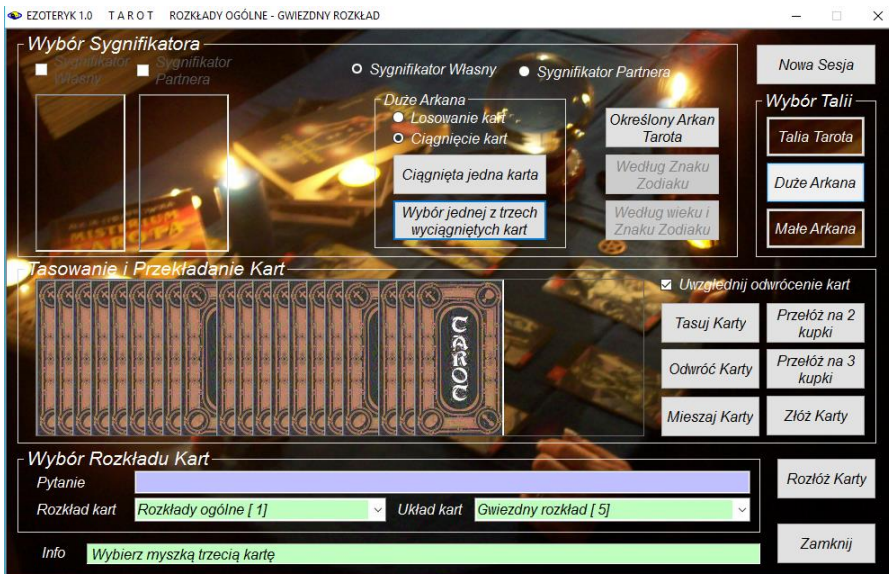 EZOTERYK 1.0 T A R O T ROZKŁADY OGÓLNE - GWIEZDNY ROZKŁAD
Wybór Sygnifikatora
Sygnifikator
Własny
Sygnifikator
Partnera
Sygnifikator Własny
Sygnifikator Partnera
Duże Arkana
Losowanie kart
Ciągnięcie kart
Ciągnięta jedna karta
Wybór jednej z trzech
wyciągniętych kart
Określony Arkan
Tarota
Według Znaku
Zodiaku
Według wieku i
Znaku Zodiaku
Nowa Sesja
Wybór Talii
Talia Tarota
Duże Arkana
Małe Arkana
MISTERIUM
TAROTA
Tasowanie i Przekładanie Kart
TAROC
Uwzględnij odwrócenie kart
Tasuj Karty
Przełóż na 2
kupki
Odwróć Karty
Przełóż na 3
kupki
Mieszaj Karty
Złóż Karty
Wybór Rozkładu Kart
Pytanie
Rozkład kart
Rozkłady ogólne [ 1]
Układ kart
Gwiezdny rozkład [ 5]
Rozłóż Karty
Info
Wybierz myszką trzecią kartę
Zamknij